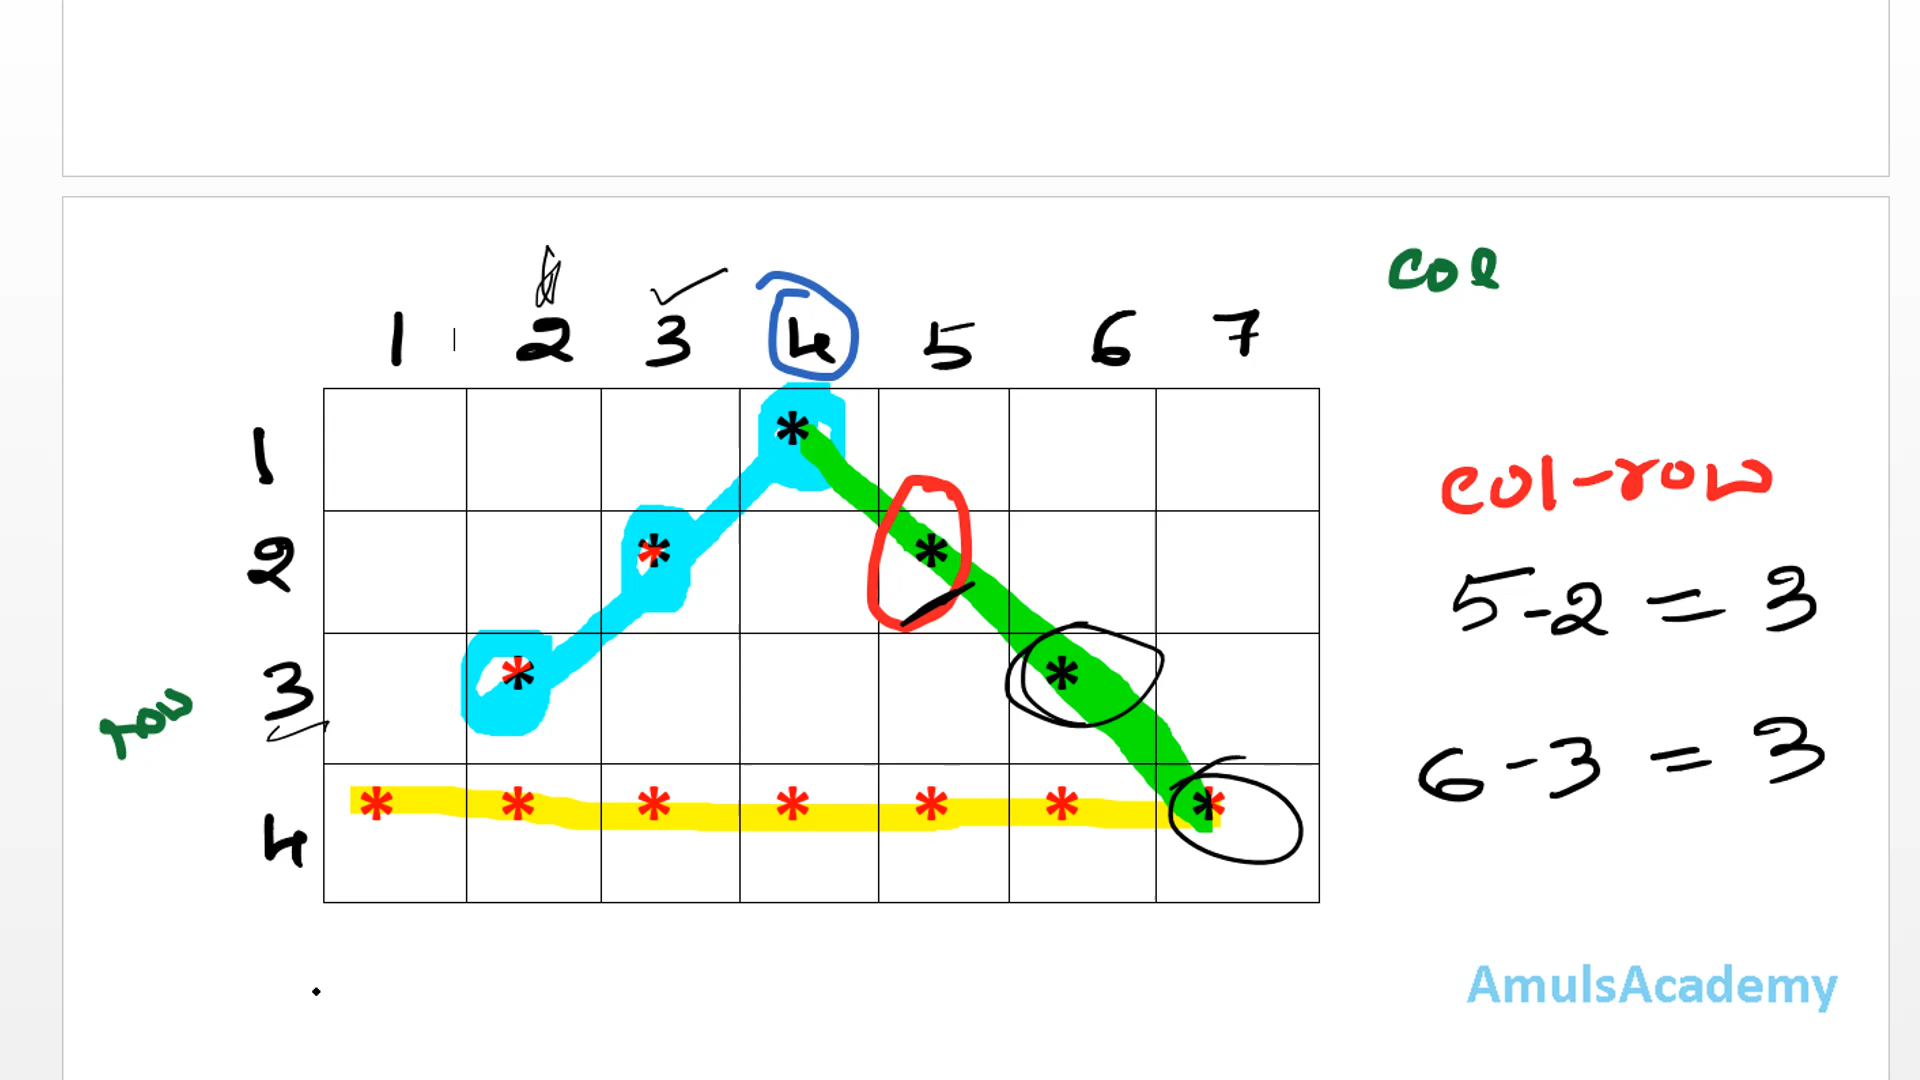 col
1 2 3 4 5 6 7
1 *
col-row
2 * *
5-2 = 3
row 3 * *
6-3 = 3
4 * * * * * * *
AmulsAcademy